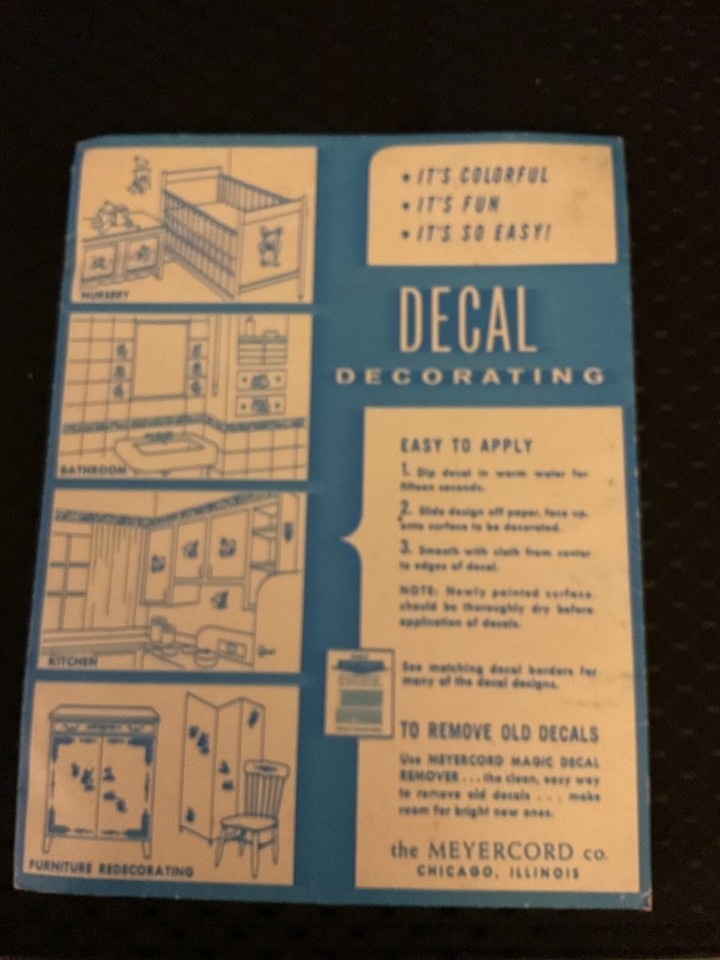 • IT'S COLORFUL
• IT'S FUN
• IT'S SO EASY!
DECAL
DECORATING
NURSERY
BATHROOM
KITCHEN
FURNITURE REDECORATING
EASY TO APPLY
1. Dip decal in warm water for
fifteen seconds.
2. Slide design off paper, face up,
onto surface to be decorated.
3. Smooth with cloth from center
to edges of decal.
NOTE: Newly painted surface
should be thoroughly dry before
application of decals.
See matching decal borders for
many of the decal designs.
TO REMOVE OLD DECALS
Use MEYERCORD MAGIC DECAL
REMOVER . . . the clean, easy way
to remove old decals . . . make
room for bright new ones.
the MEYERCORD co.
CHICAGO, ILLINOIS